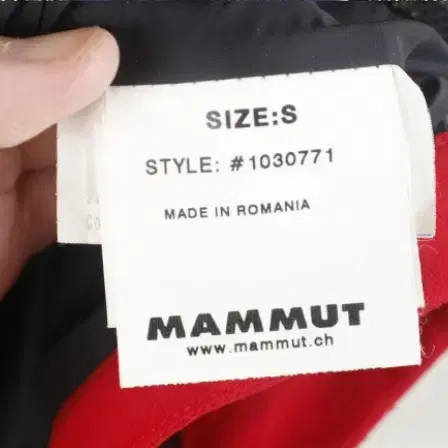 SIZE:S
STYLE: #1030771
MADE IN ROMANIA
MAMMUT
www.mammut.ch